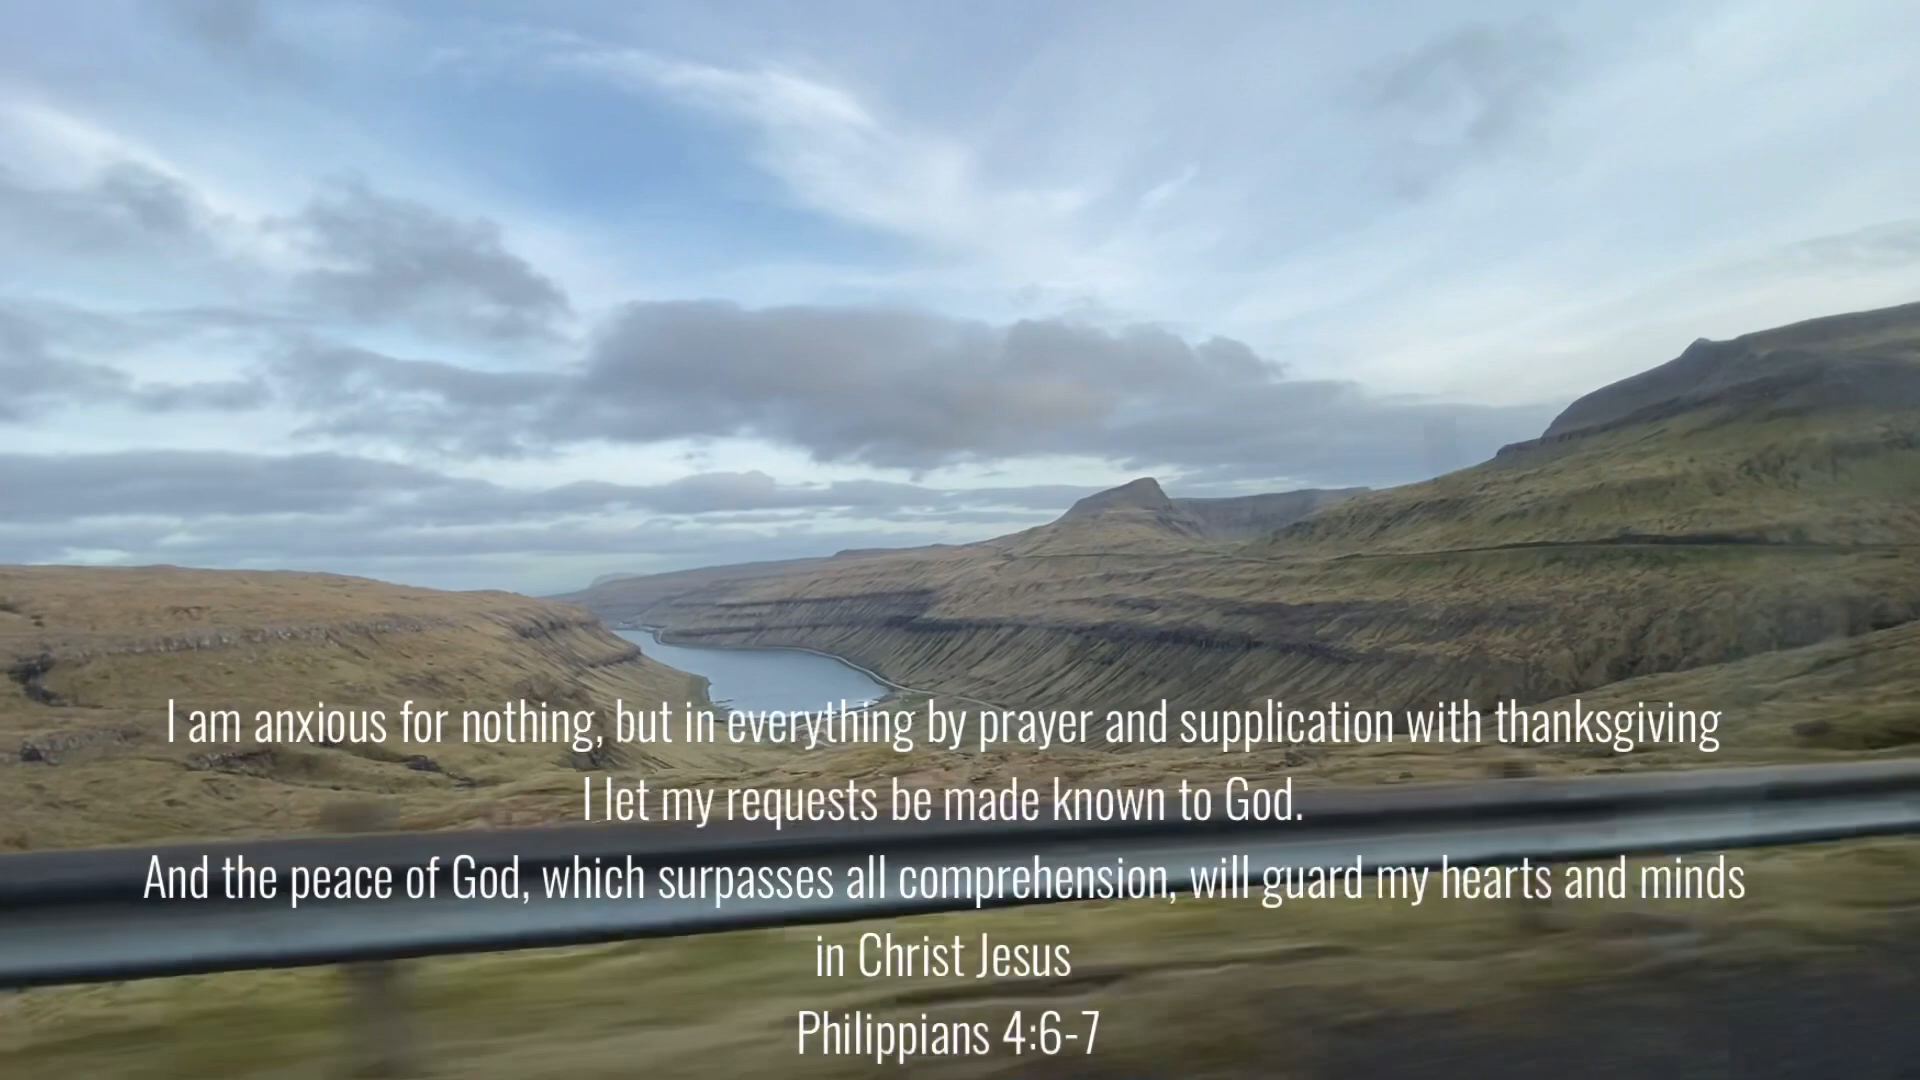 I am anxious for nothing, but in everything by prayer and supplication with thanksgiving
I let my requests be made known to God.
And the peace of God, which surpasses all comprehension, will guard my hearts and minds
in Christ Jesus
Philippians 4:6-7